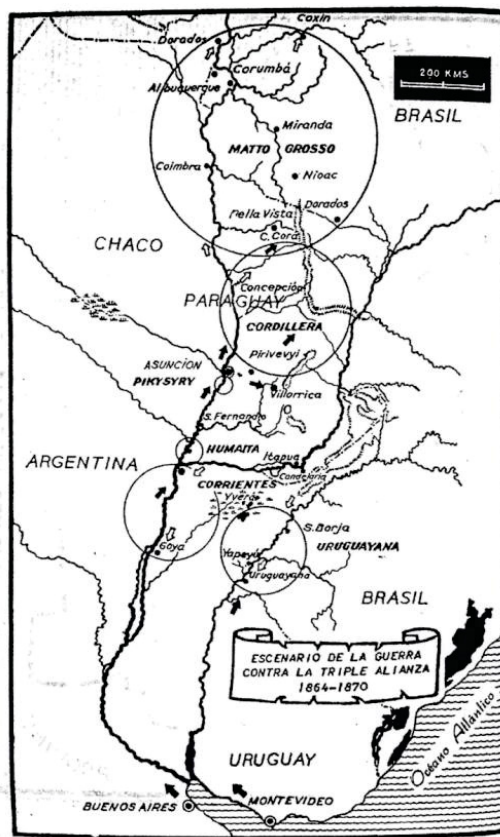 Coxin
Dorados
Corumbá
Albuquerque
200 KMS
BRASIL
Miranda
MATTO GROSSO
Coimbra
Nioac
Dorados
Bella Vista
CHACO
C. Corá
Concepción
PARAGUAY
CORDILLERA
Pirivevyi
ASUNCION
PIKYSYRY
Villarrica
S. Fernando
HUMAITA
Itapua
ARGENTINA
Candelaria
CORRIENTES
Yverá
S. Borja
URUGUAYANA
Goya
Yapeyú
Uruguayana
BRASIL
ESCENARIO DE LA GUERRA
CONTRA LA TRIPLE ALIANZA
1864-1870
Océano Atlántico
URUGUAY
BUENOS AIRES
MONTEVIDEO